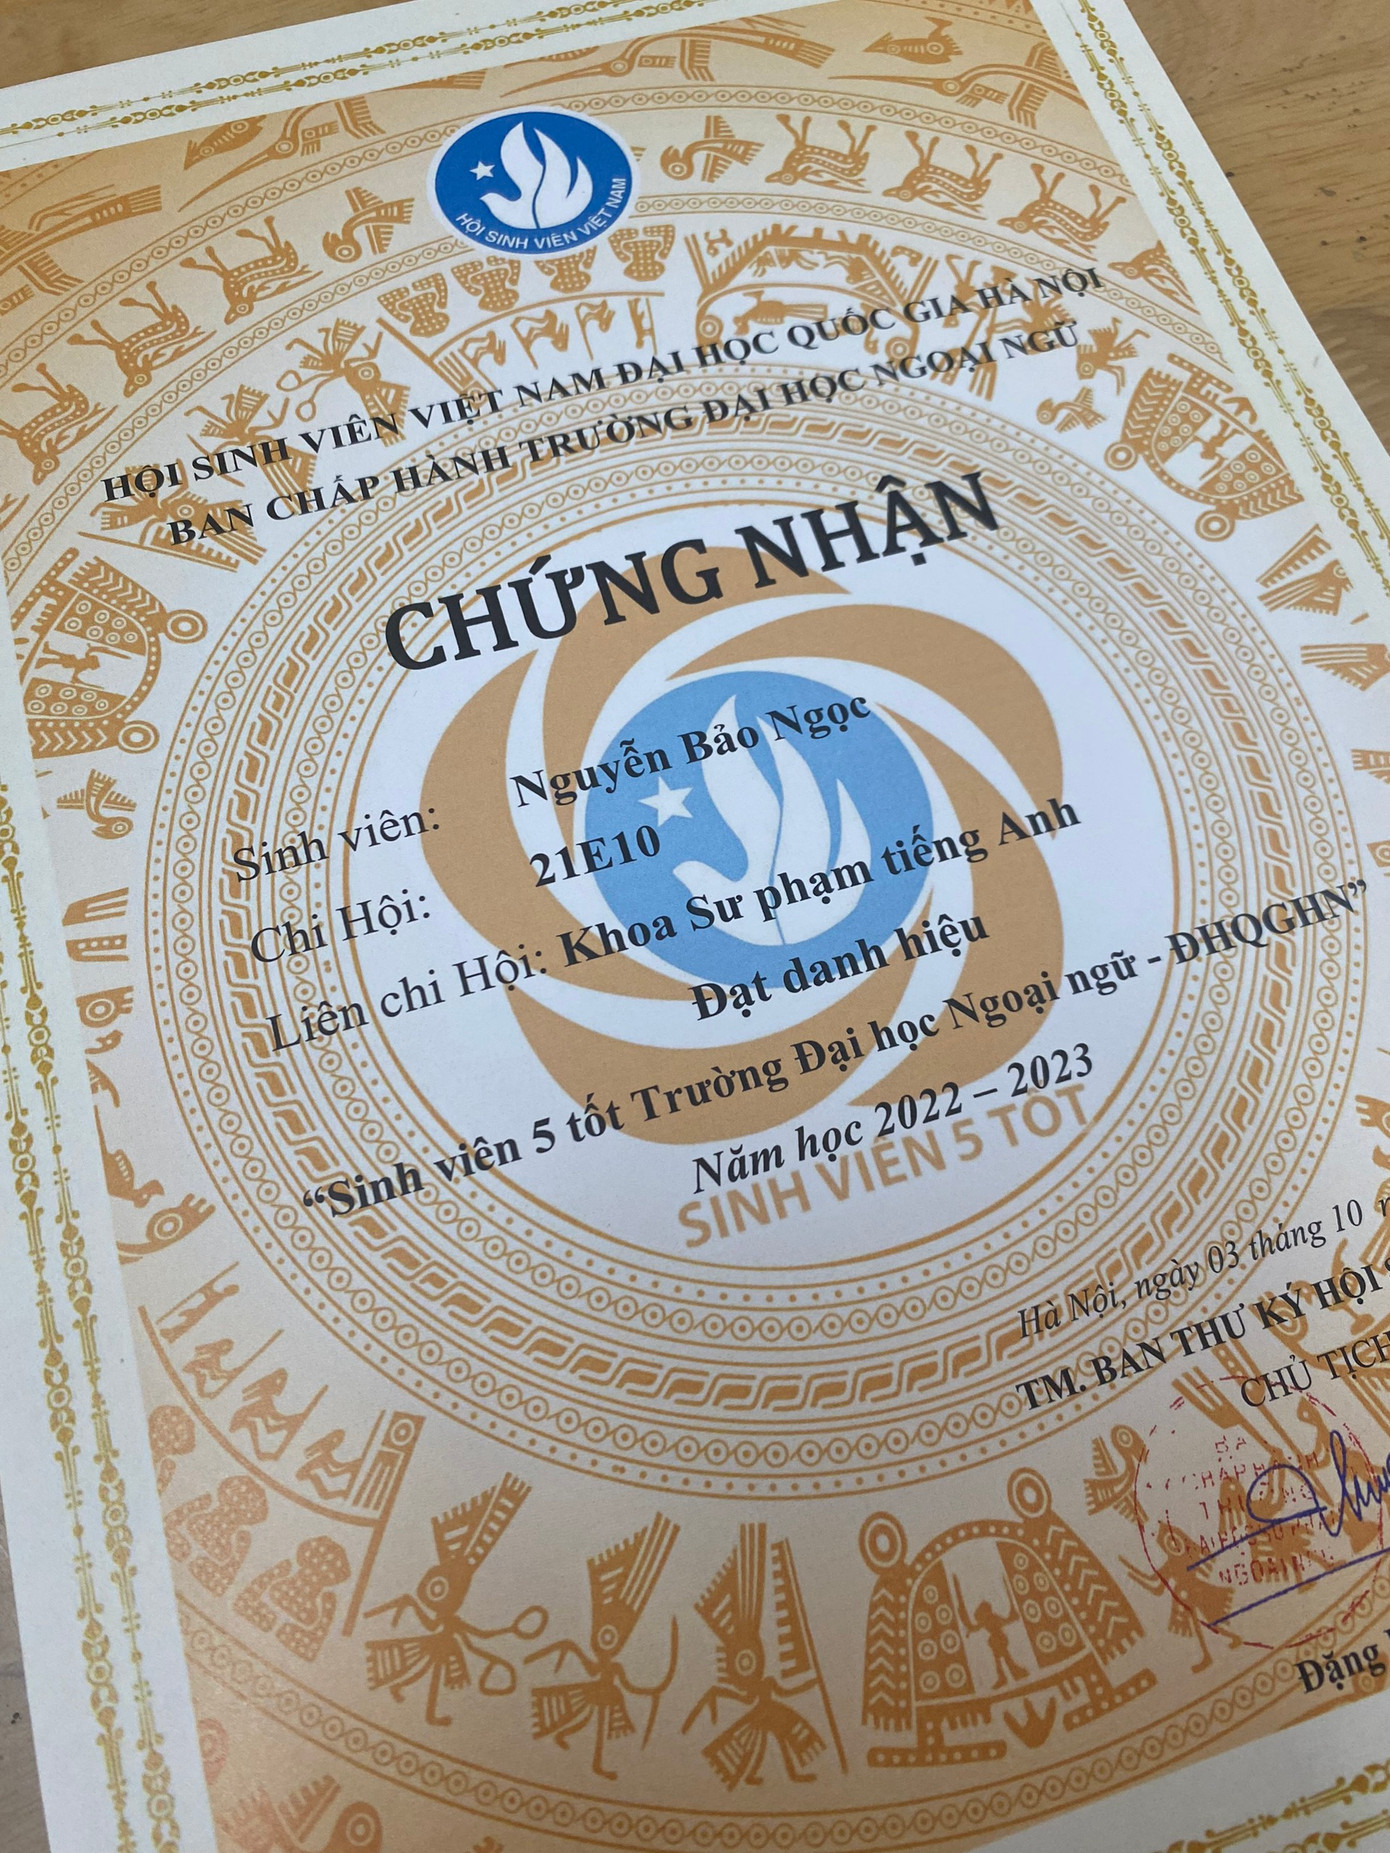 HỘI SINH VIÊN VIỆT NAM
HỘI SINH VIÊN VIỆT NAM ĐẠI HỌC QUỐC GIA HÀ NỘI
BAN CHẤP HÀNH TRƯỜNG ĐẠI HỌC NGOẠI NGỮ
CHỨNG NHẬN
Sinh viên: Nguyễn Bảo Ngọc
Chi Hội: 21E10
Liên chi Hội: Khoa Sư phạm tiếng Anh
Đạt danh hiệu
“Sinh viên 5 tốt Trường Đại học Ngoại ngữ - ĐHQGHN”
Năm học 2022 – 2023
SINH VIÊN 5 TỐT
Hà Nội, ngày 03 tháng 10
TM. BAN THƯ KÝ HỘI
CHỦ TỊCH
Đặng